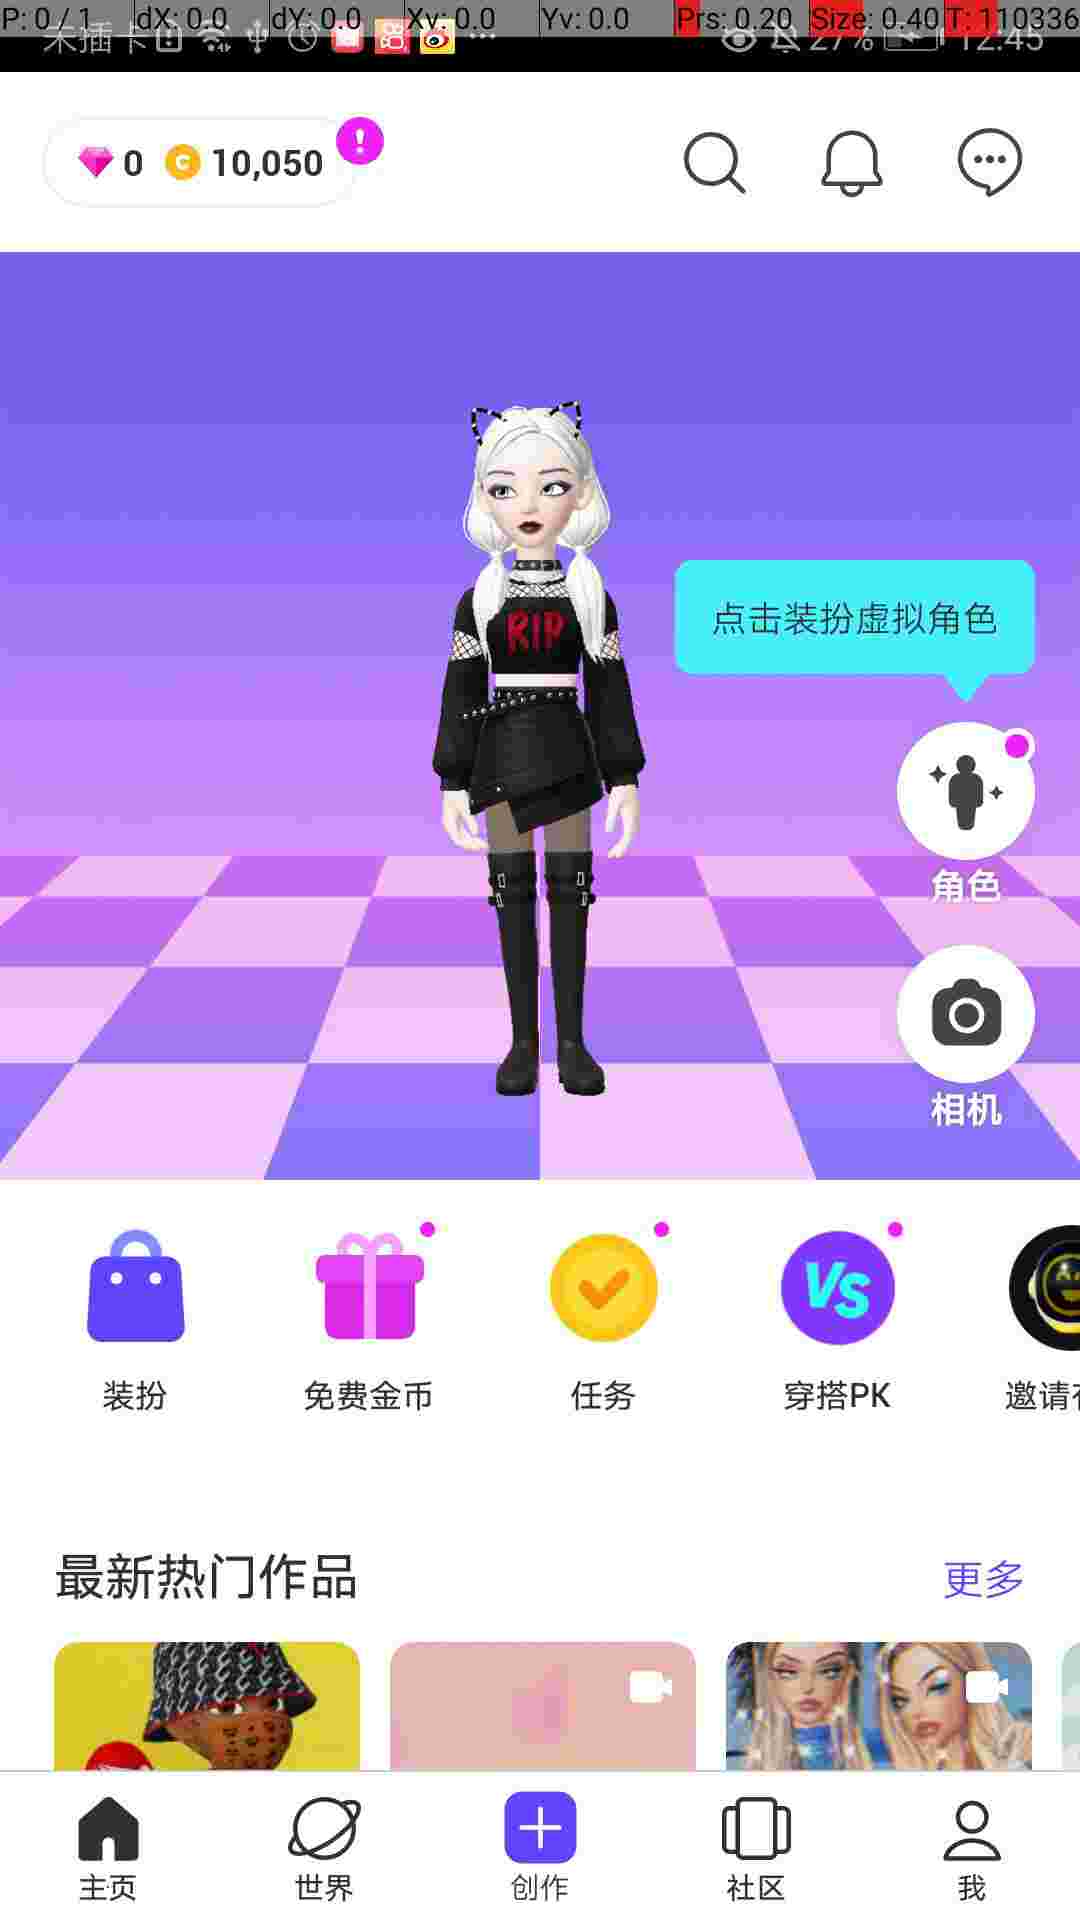 P: 0 / 1 dX: 0.0 dY: 0.0 Xv: 0.0 Yv: 0.0 Prs: 0.20 Size: 0.40 T: 110336
未插卡 27% 12:45
0 C 10,050
RIP
点击装扮虚拟角色
角色
相机
VS
装扮 免费金币 任务 穿搭PK 邀请
最新热门作品 更多
主页 世界 创作 社区 我